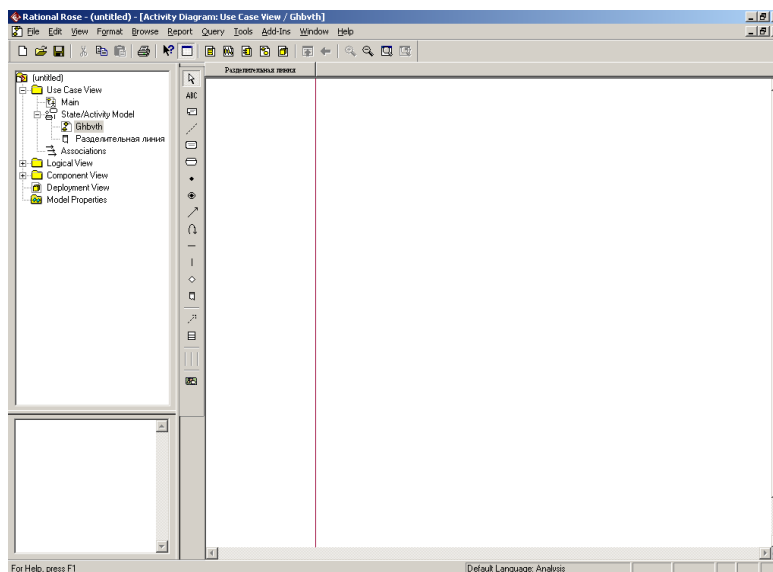 Rational Rose - (untitled) - [Activity Diagram: Use Case View / Ghbvth]
File Edit View Format Browse Report Query Tools Add-Ins Window Help
(untitled)
Use Case View
Main
State/Activity Model
Ghbvth
Разделительная линия
Associations
Logical View
Component View
Deployment View
Model Properties
ABC
Разделительная линия
For Help, press F1
Default Language: Analysis